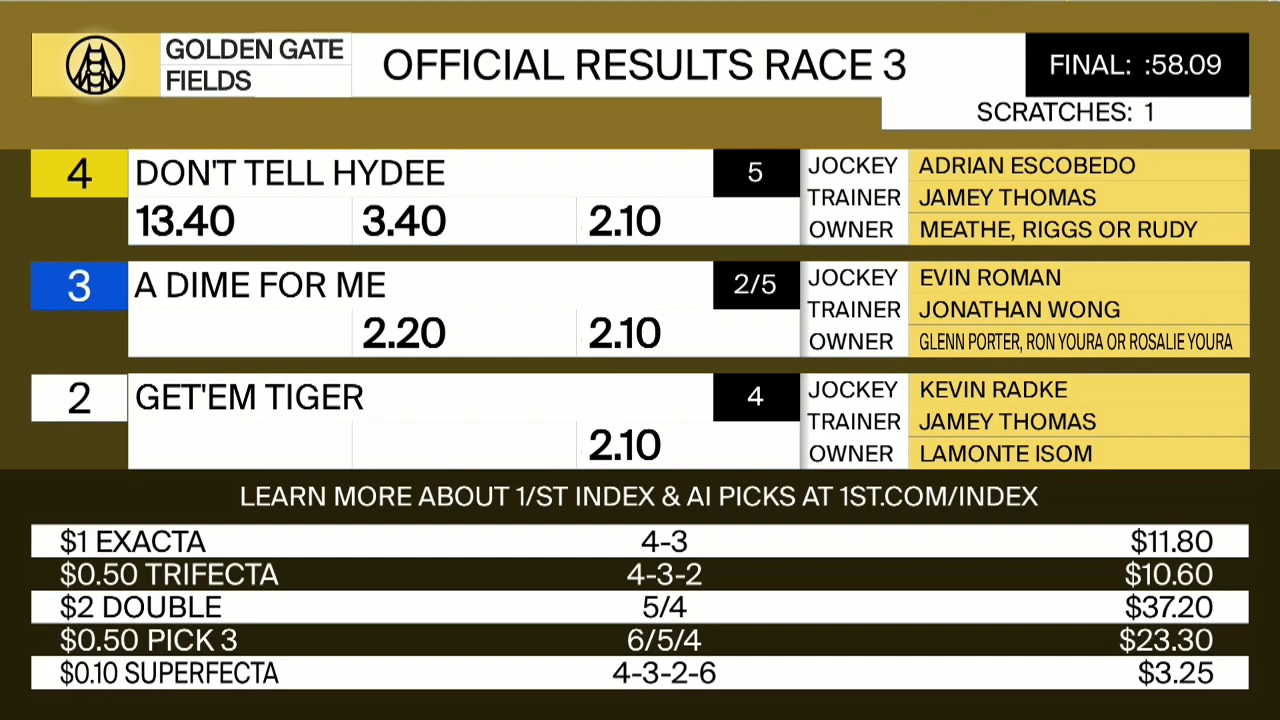 GOLDEN GATE
FIELDS
OFFICIAL RESULTS RACE 3
FINAL: :58.09
SCRATCHES: 1
4 DON'T TELL HYDEE 5
13.40 3.40 2.10
JOCKEY ADRIAN ESCOBEDO
TRAINER JAMEY THOMAS
OWNER MEATHE, RIGGS OR RUDY
3 A DIME FOR ME 2/5
2.20 2.10
JOCKEY EVIN ROMAN
TRAINER JONATHAN WONG
OWNER GLENN PORTER, RON YOURA OR ROSALIE YOURA
2 GET'EM TIGER 4
2.10
JOCKEY KEVIN RADKE
TRAINER JAMEY THOMAS
OWNER LAMONTE ISOM
LEARN MORE ABOUT 1/ST INDEX & AI PICKS AT 1ST.COM/INDEX
$1 EXACTA 4-3 $11.80
$0.50 TRIFECTA 4-3-2 $10.60
$2 DOUBLE 5/4 $37.20
$0.50 PICK 3 6/5/4 $23.30
$0.10 SUPERFECTA 4-3-2-6 $3.25